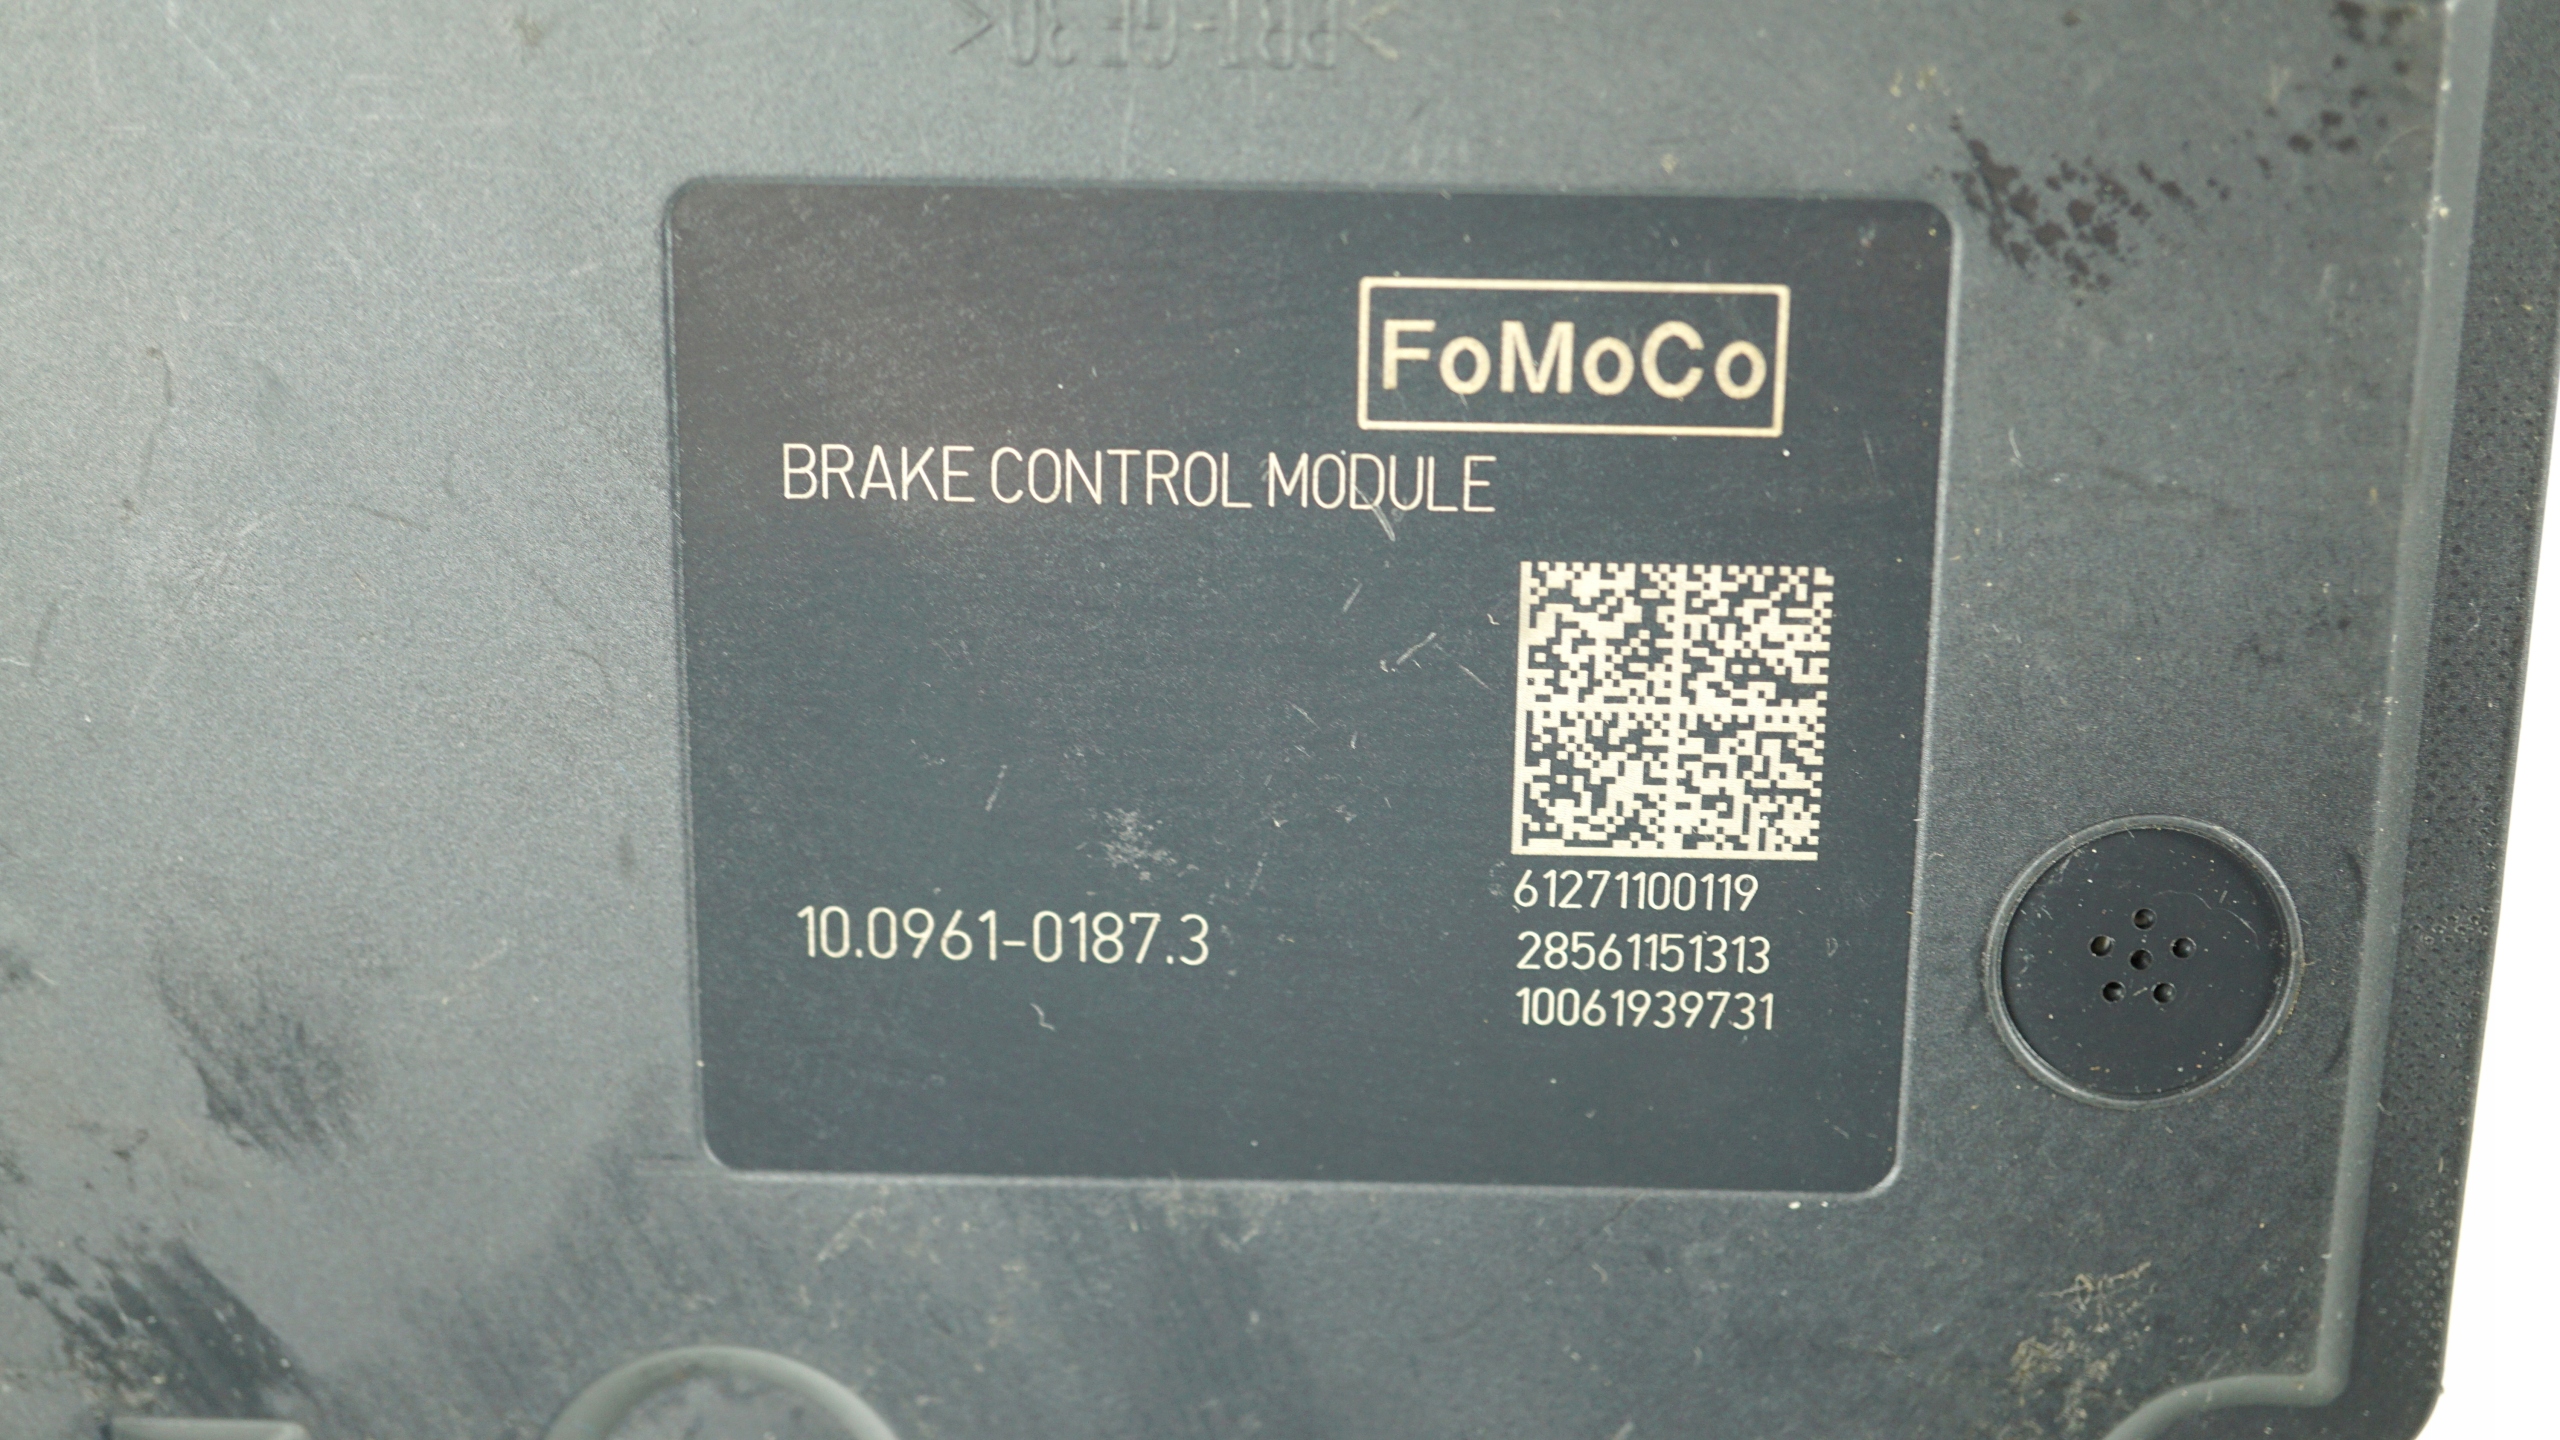 FoMoCo
BRAKE CONTROL MODULE
61271100119
10.0961-0187.3
28561151313
10061939731